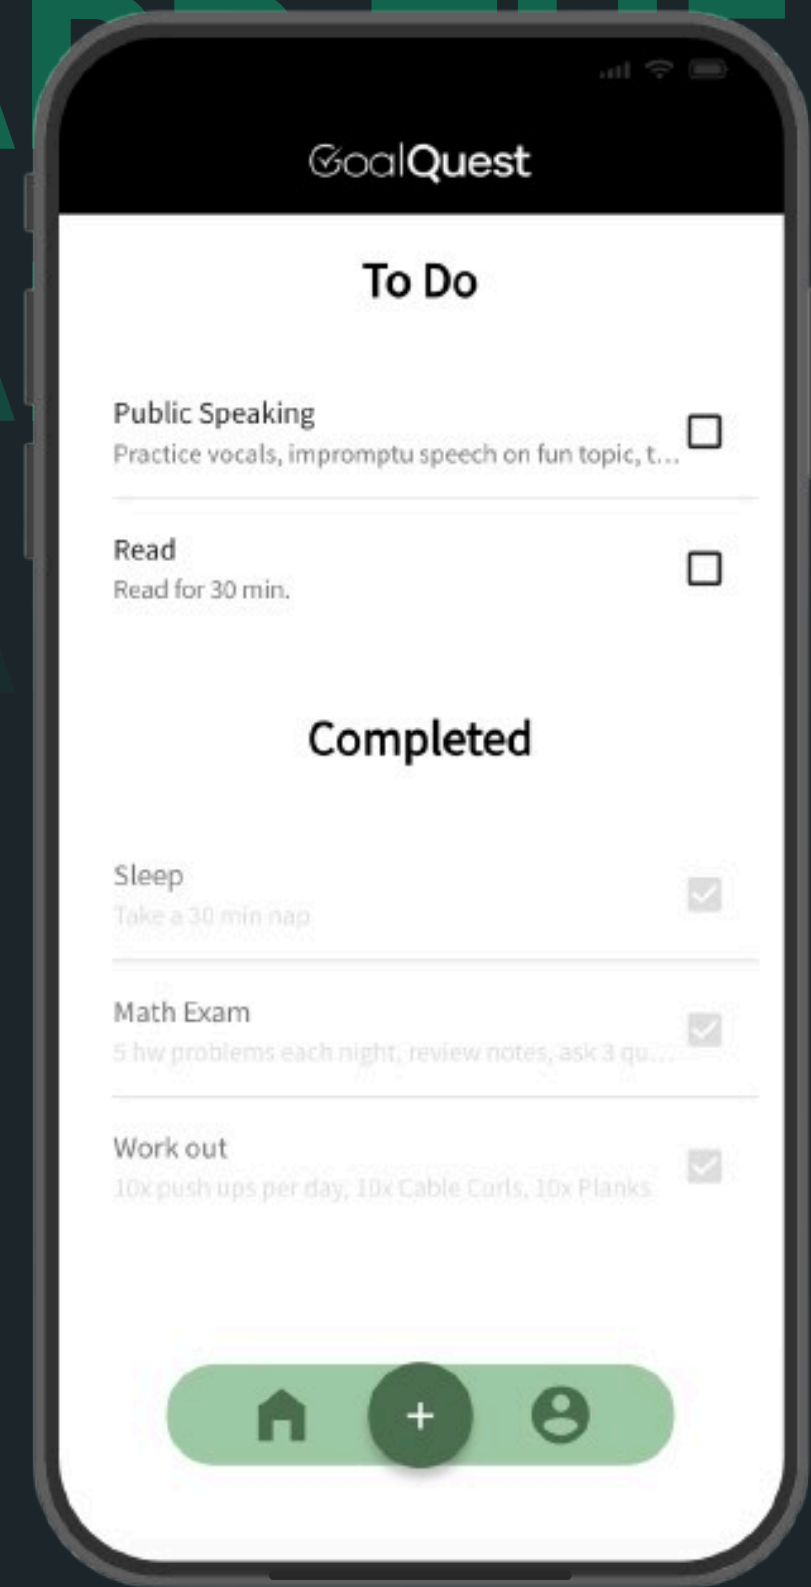 GoalQuest
To Do
Public Speaking
Practice vocals, impromptu speech on fun topic, t...
Read
Read for 30 min.
Completed
Sleep
Take a 30 min nap
Math Exam
5 hw problems each night, review notes, ask 3 qu...
Work out
10x push ups per day, 10x Cable Curls, 10x Planks
+